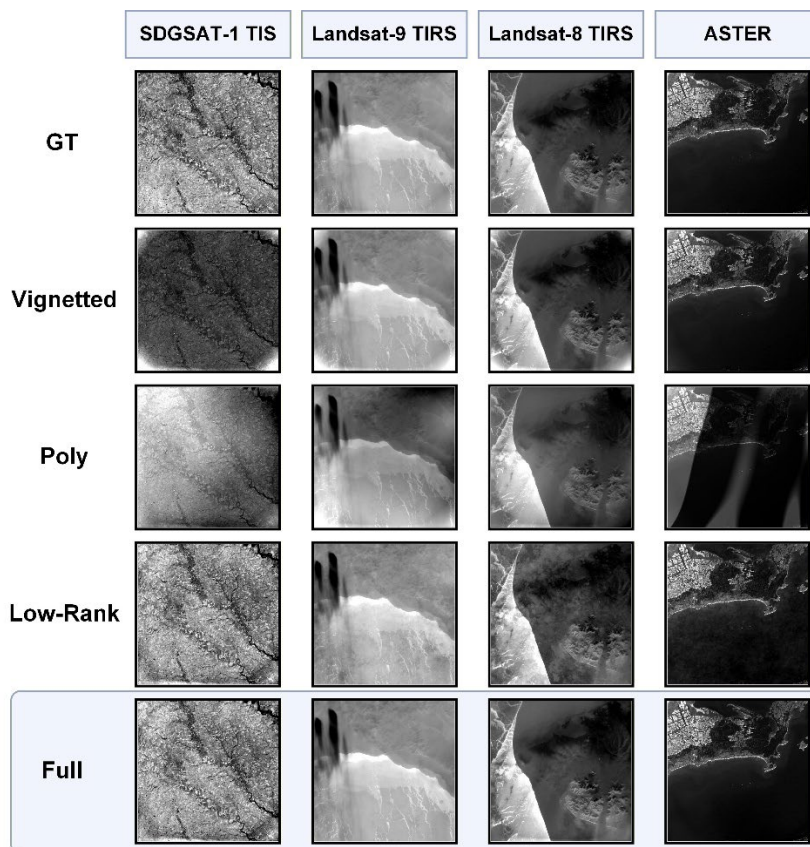 SDGSAT-1 TIS Landsat-9 TIRS Landsat-8 TIRS ASTER
GT
Vignetted
Poly
Low-Rank
Full